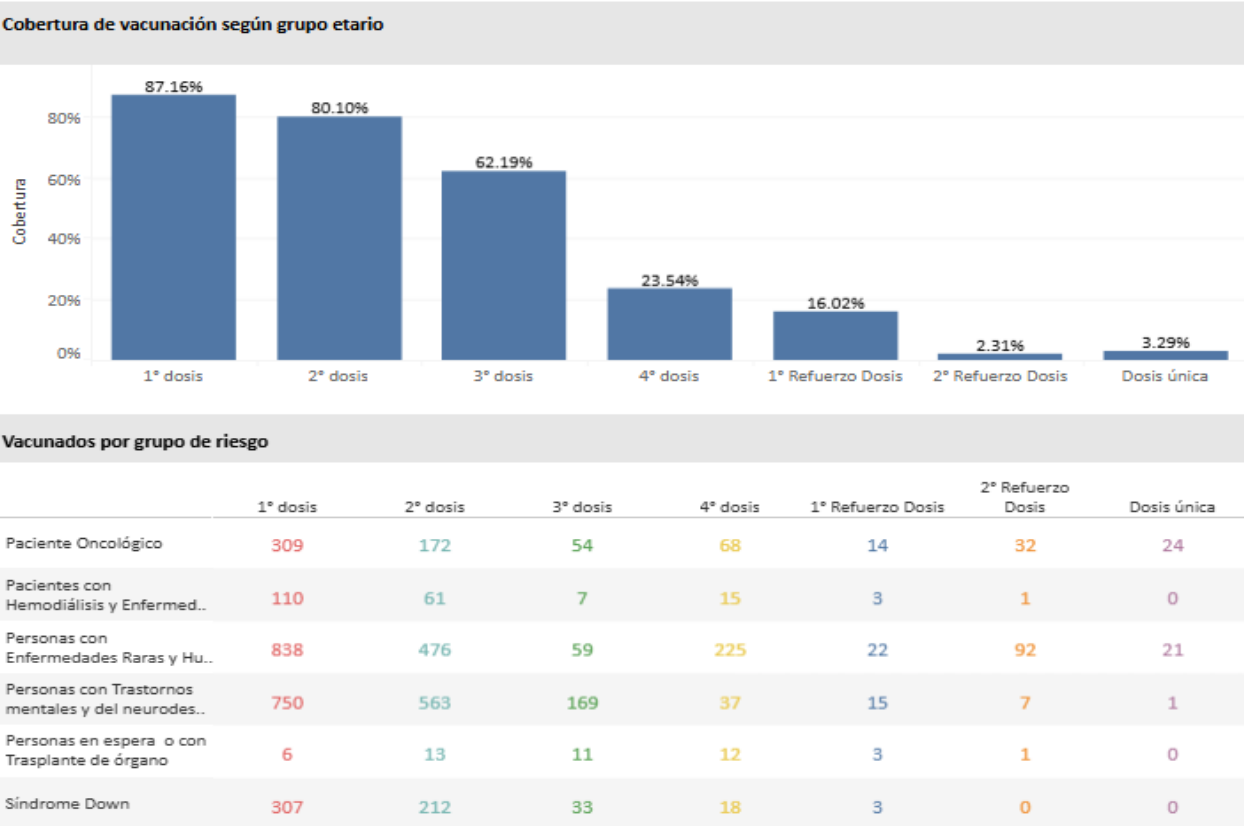 Cobertura de vacunación según grupo etario
87.16%
80.10%
62.19%
23.54%
16.02%
2.31%
3.29%
80%
60%
40%
20%
0%
Cobertura
1° dosis 2° dosis 3° dosis 4° dosis 1° Refuerzo Dosis 2° Refuerzo Dosis Dosis única
Vacunados por grupo de riesgo
2° Refuerzo
1° dosis 2° dosis 3° dosis 4° dosis 1° Refuerzo Dosis Dosis Dosis única
Paciente Oncológico 309 172 54 68 14 32 24
Pacientes con
Hemodiálisis y Enfermed.. 110 61 7 15 3 1 0
Personas con
Enfermedades Raras y Hu.. 838 476 59 225 22 92 21
Personas con Trastornos
mentales y del neurodes.. 750 563 169 37 15 7 1
Personas en espera o con
Trasplante de órgano 6 13 11 12 3 1 0
Síndrome Down 307 212 33 18 3 0 0